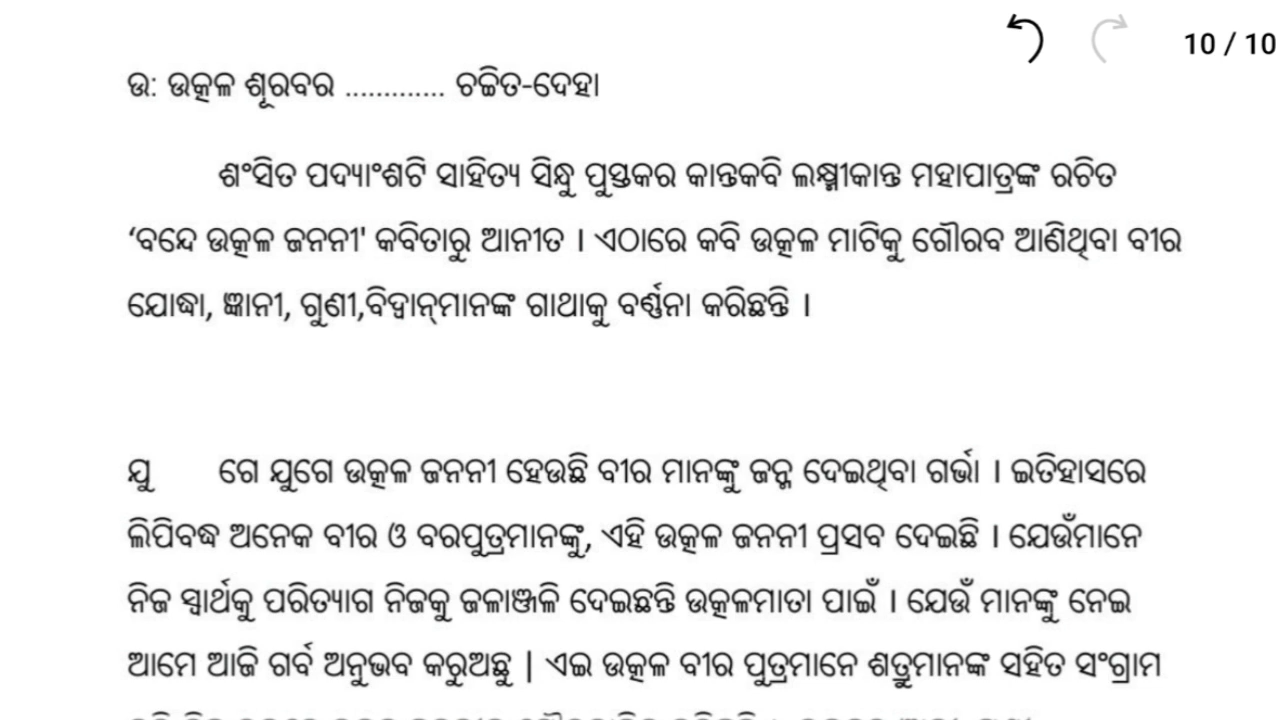 10 / 10
ଉ: ଉତ୍କଳ ଶୂରବର ............. ଚଚ୍ଚିତ-ଦେହା
ଶଂସିତ ପଦ୍ୟାଂଶଟି ସାହିତ୍ୟ ସିନ୍ଧୁ ପୁସ୍ତକର କାନ୍ତକବି ଲକ୍ଷ୍ମୀକାନ୍ତ ମହାପାତ୍ରଙ୍କ ରଚିତ
‘ବନ୍ଦେ ଉତ୍କଳ ଜନନୀ' କବିତାରୁ ଆନୀତ । ଏଠାରେ କବି ଉତ୍କଳ ମାଟିକୁ ଗୌରବ ଆଣିଥିବା ବୀର
ଯୋଦ୍ଧା, ଜ୍ଞାନୀ, ଗୁଣୀ,ବିଦ୍ୱାନ୍‌ମାନଙ୍କ ଗାଥାକୁ ବର୍ଣ୍ଣନା କରିଛନ୍ତି ।
ଯୁ ଗେ ଯୁଗେ ଉତ୍କଳ ଜନନୀ ହେଉଛି ବୀର ମାନଙ୍କୁ ଜନ୍ମ ଦେଇଥିବା ଗର୍ଭା । ଇତିହାସରେ
ଲିପିବଦ୍ଧ ଅନେକ ବୀର ଓ ବରପୁତ୍ରମାନଙ୍କୁ, ଏହି ଉତ୍କଳ ଜନନୀ ପ୍ରସବ ଦେଇଛି । ଯେଉଁମାନେ
ନିଜ ସ୍ୱାର୍ଥକୁ ପରିତ୍ୟାଗ ନିଜକୁ ଜଳାଞ୍ଜଳି ଦେଇଛନ୍ତି ଉତ୍କଳମାତା ପାଇଁ । ଯେଉଁ ମାନଙ୍କୁ ନେଇ
ଆମେ ଆଜି ଗର୍ବ ଅନୁଭବ କରୁଅଛୁ | ଏଇ ଉତ୍କଳ ବୀର ପୁତ୍ରମାନେ ଶତ୍ରୁମାନଙ୍କ ସହିତ ସଂଗ୍ରାମ